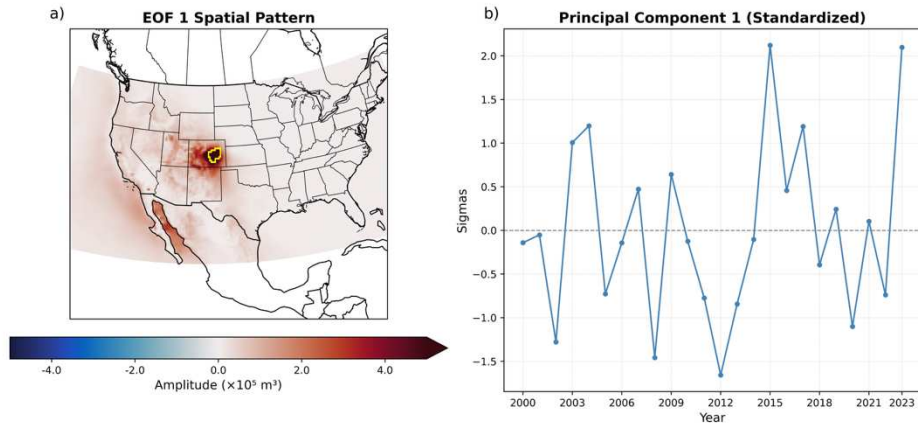 a)
EOF 1 Spatial Pattern
-4.0 -2.0 0.0 2.0 4.0
Amplitude (×10⁵ m³)
b)
Principal Component 1 (Standardized)
2.0
1.5
1.0
0.5
0.0
−0.5
−1.0
−1.5
Sigmas
2000 2003 2006 2009 2012 2015 2018 2021 2023
Year